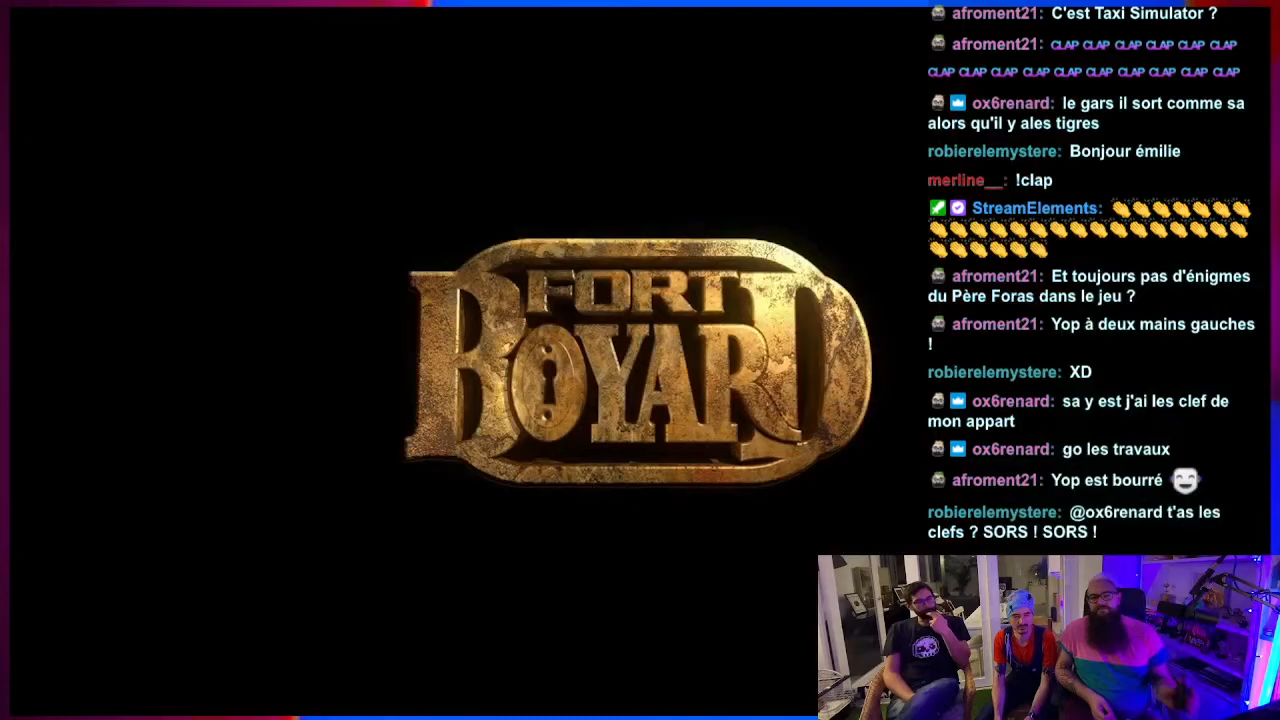 afroment21: C'est Taxi Simulator ?
afroment21: CLAP CLAP CLAP CLAP CLAP CLAP
CLAP CLAP CLAP CLAP CLAP CLAP CLAP CLAP CLAP CLAP
ox6renard: le gars il sort comme sa
alors qu'il y ales tigres
robierelemystere: Bonjour émilie
merline__: !clap
StreamElements:
afroment21: Et toujours pas d'énigmes
du Père Foras dans le jeu ?
afroment21: Yop à deux mains gauches
!
robierelemystere: XD
ox6renard: sa y est j'ai les clef de
mon appart
ox6renard: go les travaux
afroment21: Yop est bourré
robierelemystere: @ox6renard t'as les
clefs ? SORS ! SORS !
FORT
BOYARD